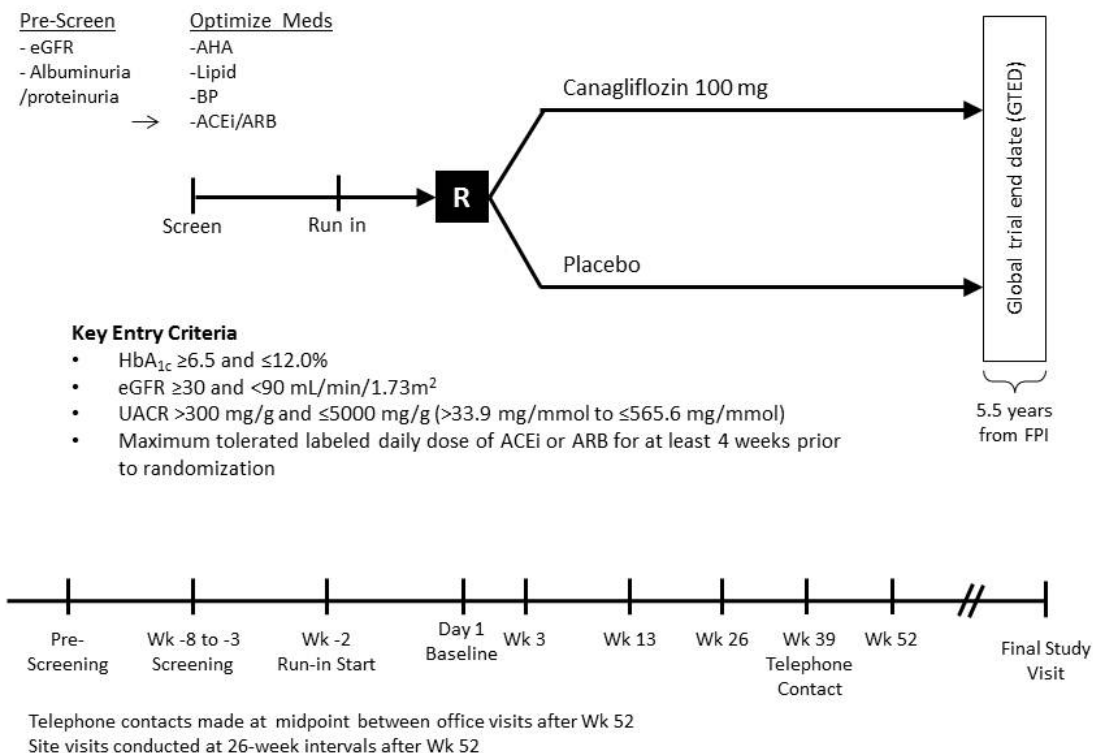 Pre-Screen
- eGFR
- Albuminuria
/proteinuria
Optimize Meds
-AHA
-Lipid
-BP
→ -ACEi/ARB
Screen
Run in
R
Canagliflozin 100 mg
Placebo
Global trial end date (GTED)
5.5 years
from FPI
Key Entry Criteria
• HbA1c ≥6.5 and ≤12.0%
• eGFR ≥30 and <90 mL/min/1.73m²
• UACR >300 mg/g and ≤5000 mg/g (>33.9 mg/mmol to ≤565.6 mg/mmol)
• Maximum tolerated labeled daily dose of ACEi or ARB for at least 4 weeks prior
to randomization
Pre-
Screening
Wk -8 to -3
Screening
Wk -2
Run-in Start
Day 1
Baseline
Wk 3
Wk 13
Wk 26
Wk 39
Telephone
Contact
Wk 52
Final Study
Visit
Telephone contacts made at midpoint between office visits after Wk 52
Site visits conducted at 26-week intervals after Wk 52